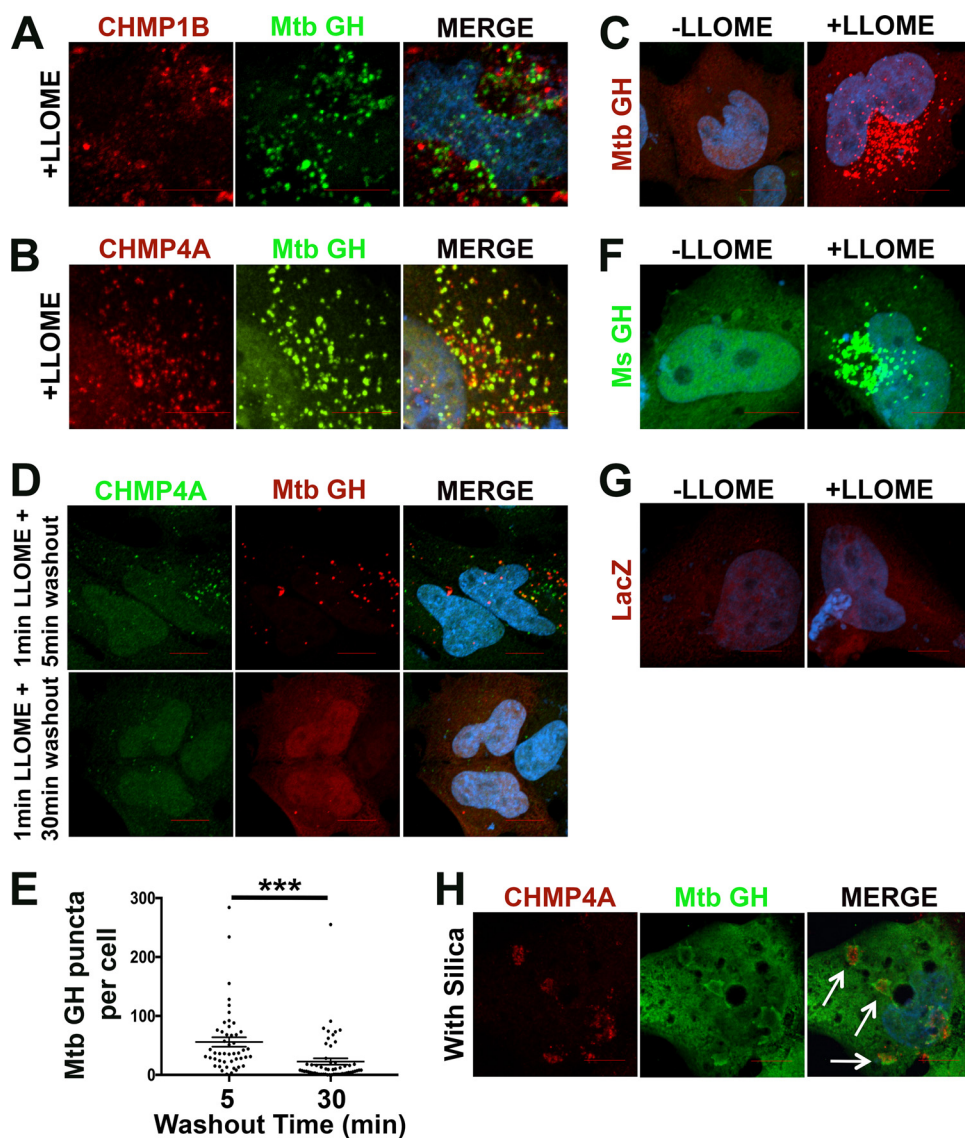 A
CHMP1B
Mtb GH
MERGE
+LLOME
B
CHMP4A
Mtb GH
MERGE
+LLOME
C
-LLOME
+LLOME
Mtb GH
F
-LLOME
+LLOME
Ms GH
D
CHMP4A
Mtb GH
MERGE
1min LLOME +
5min washout
1min LLOME +
30min washout
G
-LLOME
+LLOME
LacZ
E
***
Mtb GH puncta
per cell
300
200
100
0
5
30
Washout Time (min)
H
CHMP4A
Mtb GH
MERGE
With Silica